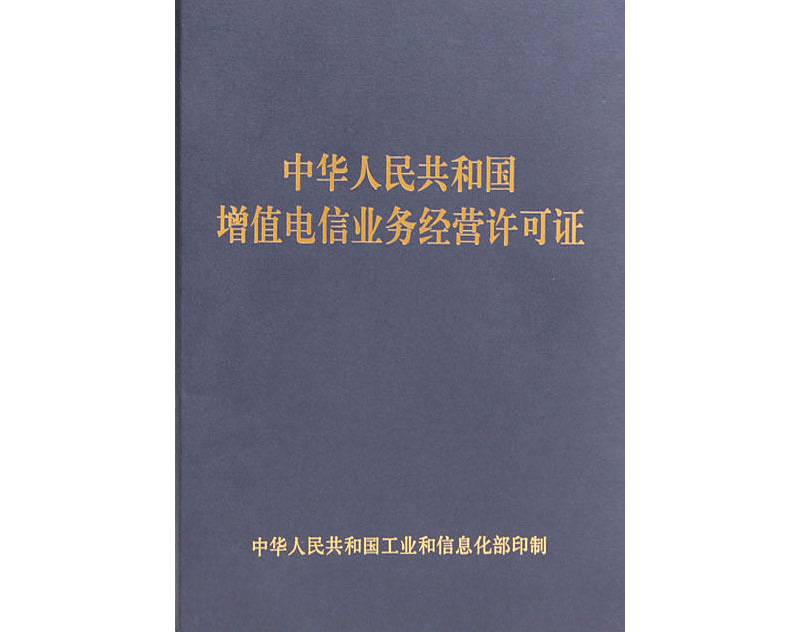 中华人民共和国
增值电信业务经营许可证
中华人民共和国工业和信息化部印制